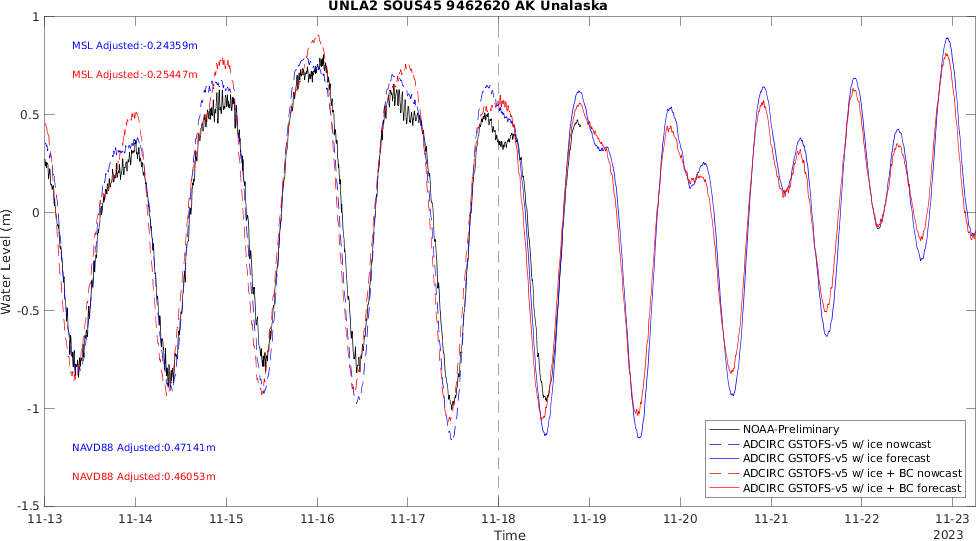 UNLA2 SOUS45 9462620 AK Unalaska
1
MSL Adjusted:-0.24359m
MSL Adjusted:-0.25447m
0.5
0
Water Level (m)
-0.5
-1
NAVD88 Adjusted:0.47141m
NAVD88 Adjusted:0.46053m
NOAA-Preliminary
ADCIRC GSTOFS-v5 w/ ice nowcast
ADCIRC GSTOFS-v5 w/ ice forecast
ADCIRC GSTOFS-v5 w/ ice + BC nowcast
ADCIRC GSTOFS-v5 w/ ice + BC forecast
-1.5
11-13 11-14 11-15 11-16 11-17 11-18 11-19 11-20 11-21 11-22 11-23
Time 2023